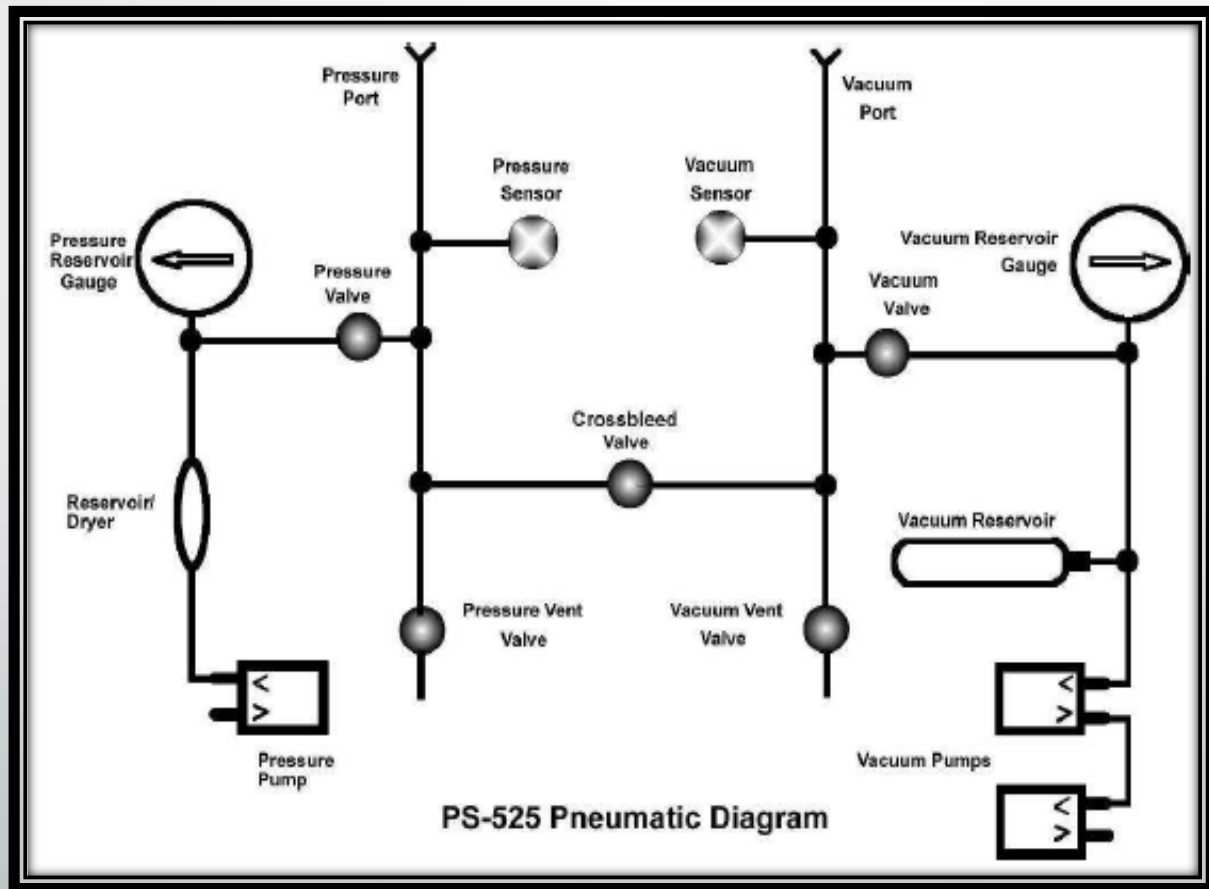 Pressure
Port
Vacuum
Port
Pressure
Sensor
Vacuum
Sensor
Pressure
Reservoir
Gauge
Pressure
Valve
Vacuum Reservoir
Gauge
Vacuum
Valve
Crossbleed
Valve
Reservoir/
Dryer
Vacuum Reservoir
Pressure Vent
Valve
Vacuum Vent
Valve
<
>
<
>
Pressure
Pump
Vacuum Pumps
<
>
PS-525 Pneumatic Diagram